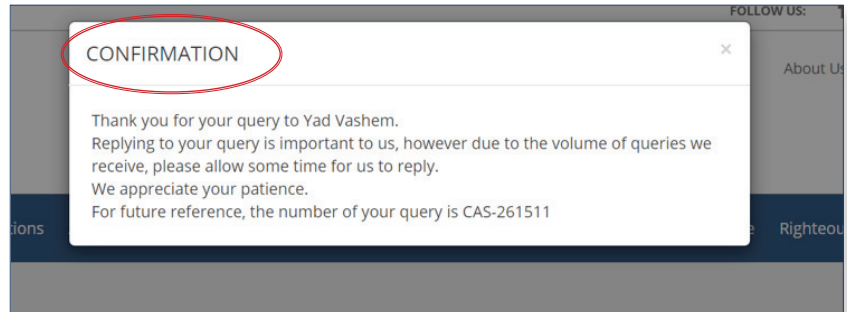 FOLLOW US:
CONFIRMATION ×
About Us
Thank you for your query to Yad Vashem.
Replying to your query is important to us, however due to the volume of queries we
receive, please allow some time for us to reply.
We appreciate your patience.
For future reference, the number of your query is CAS-261511
tions
Righteou